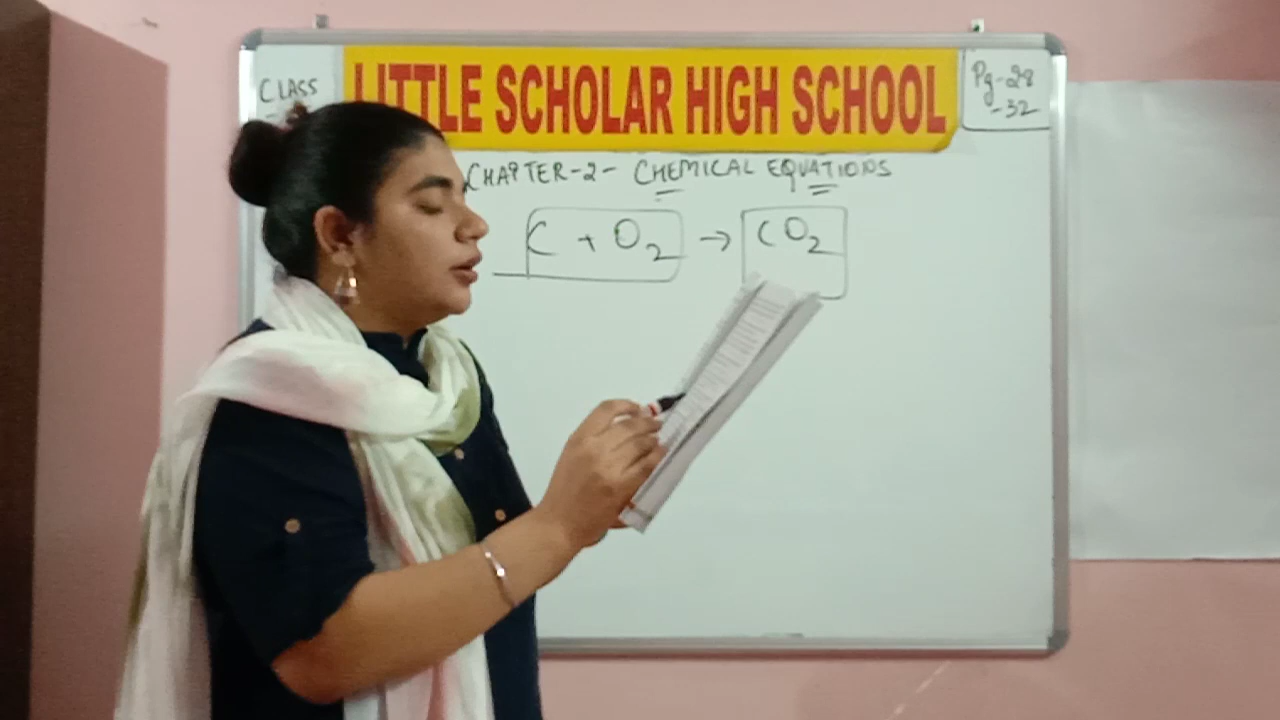 CLASS
LITTLE SCHOLAR HIGH SCHOOL
Pg-28
-32
CHAPTER-2- CHEMICAL EQUATIONS
C + O2 → CO2